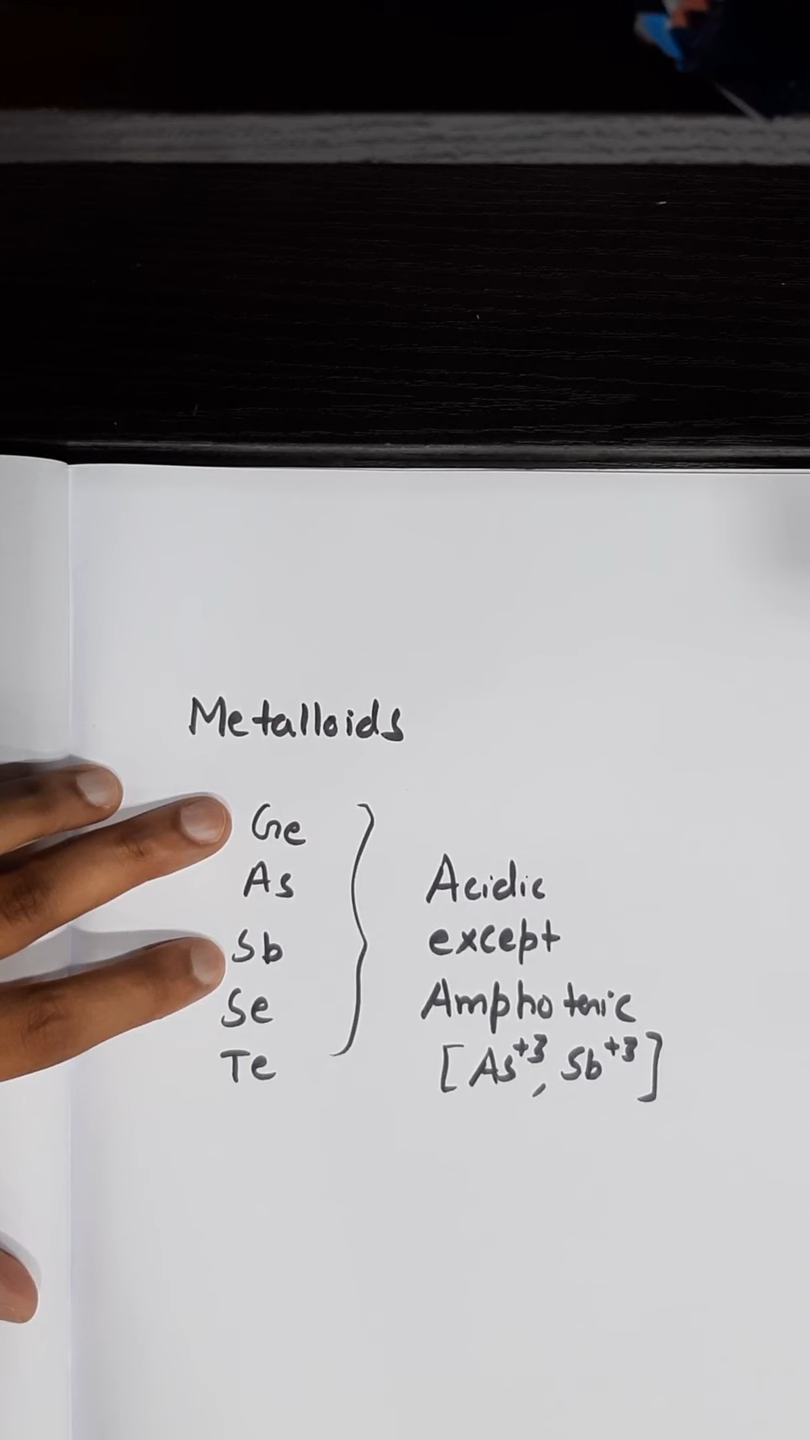 Metalloids
Ge
As
Sb
Se
Te
Acidic
except
Amphoteric
[As+3, Sb+3]